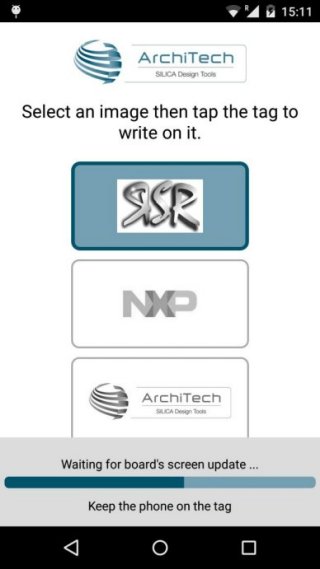 R 15:11
ArchiTech
SILICA Design Tools
Select an image then tap the tag to
write on it.
RSR
NXP
ArchiTech
SILICA Design Tools
Waiting for board's screen update ...
Keep the phone on the tag